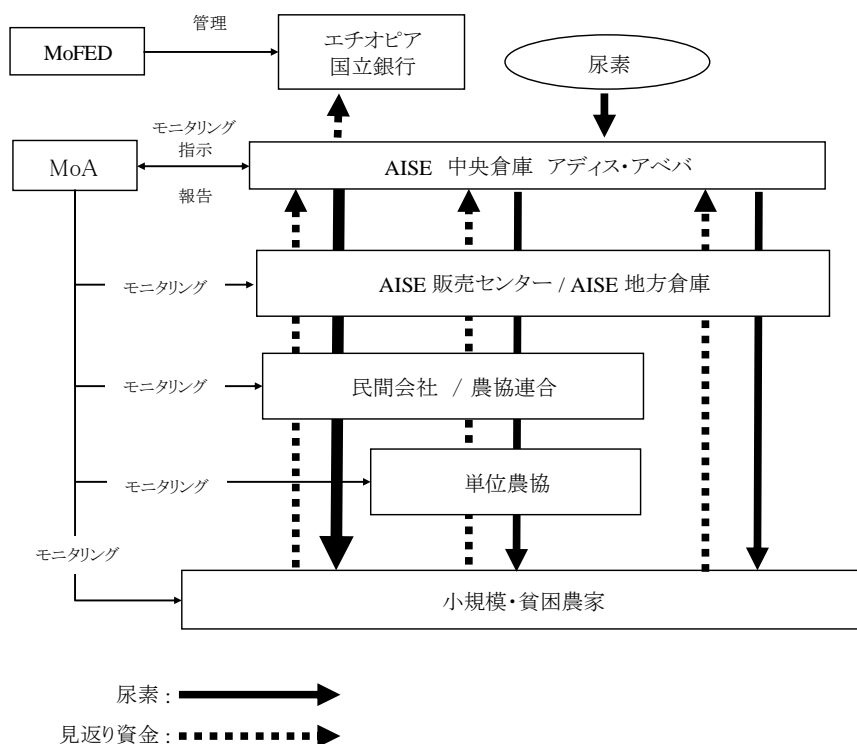 管理
MoFED
エチオピア
国立銀行
尿素
モニタリング
指示
MoA
AISE 中央倉庫 アディス・アベバ
報告
モニタリング
AISE 販売センター / AISE 地方倉庫
モニタリング
民間会社 / 農協連合
モニタリング
単位農協
モニタリング
小規模・貧困農家
尿素 :
見返り資金 :